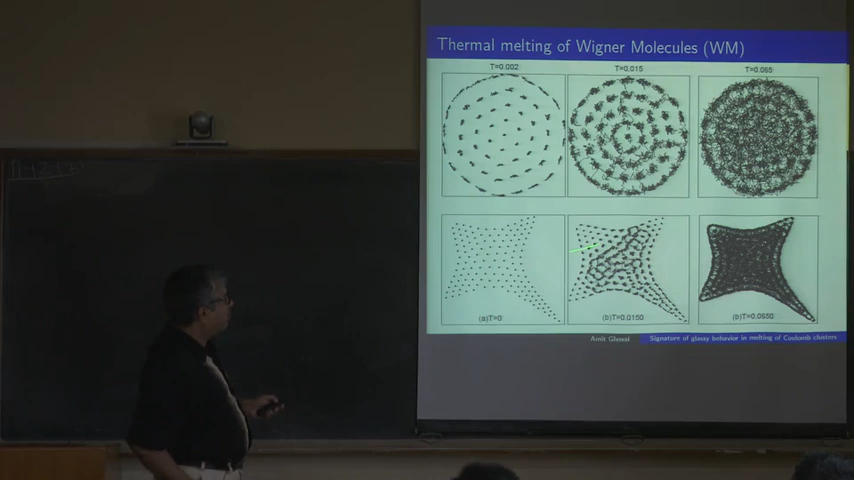 Thermal melting of Wigner Molecules (WM)
T=0.002
T=0.015
T=0.065
(a)T=0
(b)T=0.0150
(b)T=0.0650
Amit Ghosal
Signature of glassy behavior in melting of Coulomb clusters